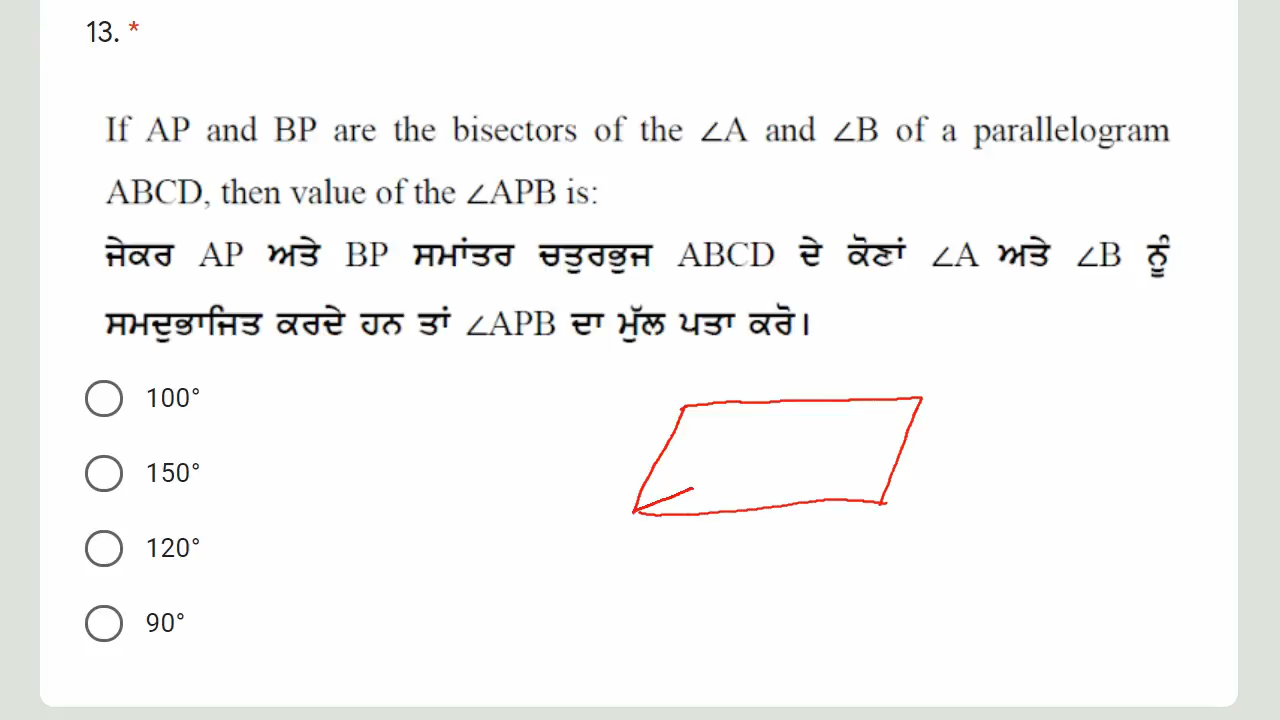 13. *
If AP and BP are the bisectors of the ∠A and ∠B of a parallelogram
ABCD, then value of the ∠APB is:
ਜੇਕਰ AP ਅਤੇ BP ਸਮਾਂਤਰ ਚਤੁਰਭੁਜ ABCD ਦੇ ਕੋਣਾਂ ∠A ਅਤੇ ∠B ਨੂੰ
ਸਮਦੁਭਾਜਿਤ ਕਰਦੇ ਹਨ ਤਾਂ ∠APB ਦਾ ਮੁੱਲ ਪਤਾ ਕਰੋ।
100°
150°
120°
90°